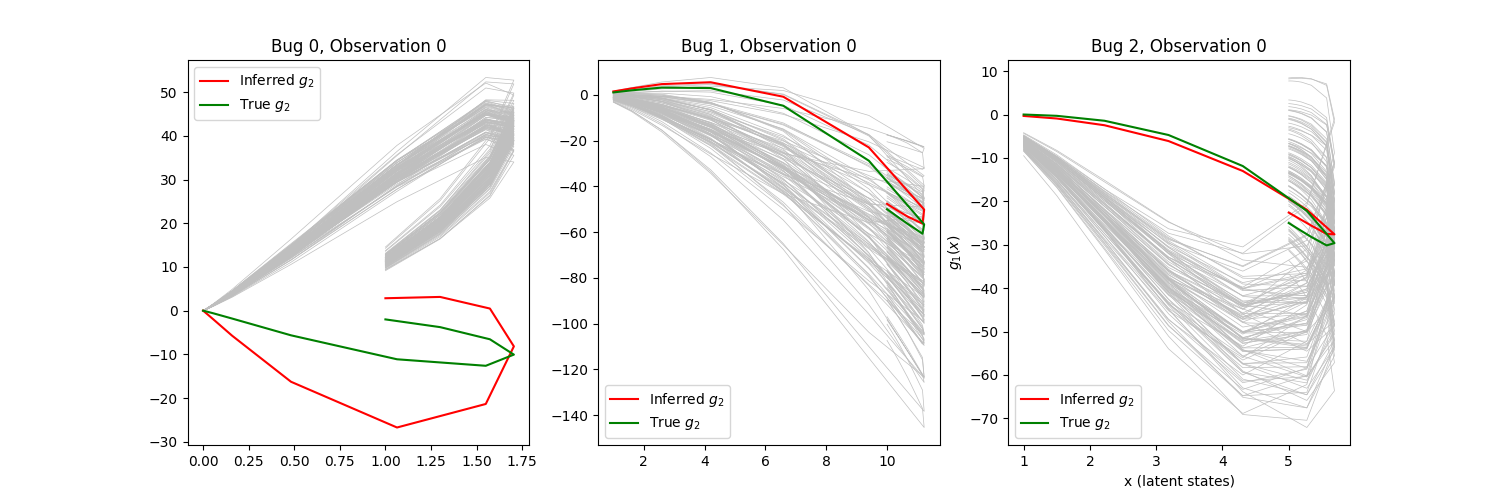 Bug 0, Observation 0
Inferred g₂
True g₂
50
40
30
20
10
0
−10
−20
−30
0.00 0.25 0.50 0.75 1.00 1.25 1.50 1.75
Bug 1, Observation 0
0
−20
−40
−60
−80
−100
−120
−140
Inferred g₂
True g₂
2 4 6 8 10
Bug 2, Observation 0
g₁(x)
10
0
−10
−20
−30
−40
−50
−60
−70
Inferred g₂
True g₂
1 2 3 4 5
x (latent states)